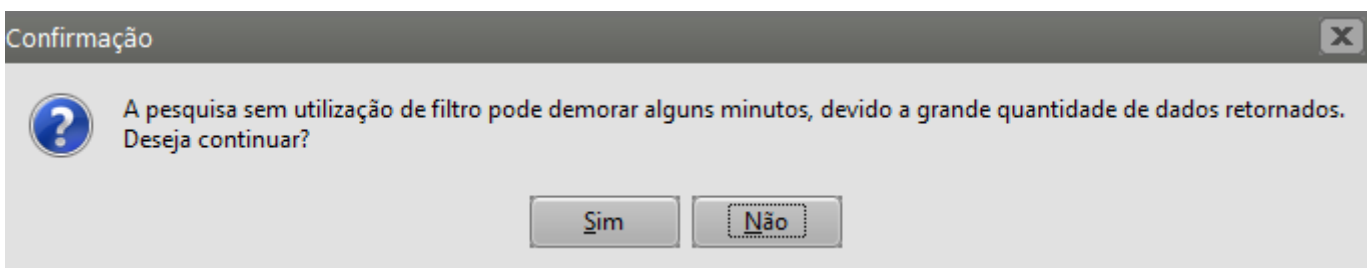 Confirmação
A pesquisa sem utilização de filtro pode demorar alguns minutos, devido a grande quantidade de dados retornados.
Deseja continuar?
Sim
Não